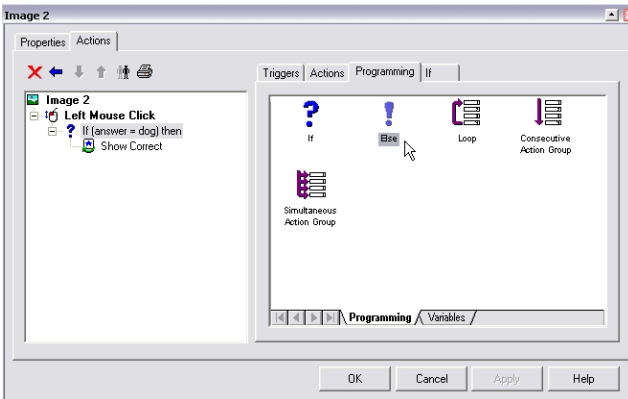 Image 2
Properties
Actions
Triggers
Actions
Programming
If
Image 2
Left Mouse Click
If (answer = dog) then
Show Correct
If
Else
Loop
Consecutive
Action Group
Simultaneous
Action Group
Programming
Variables
OK
Cancel
Apply
Help